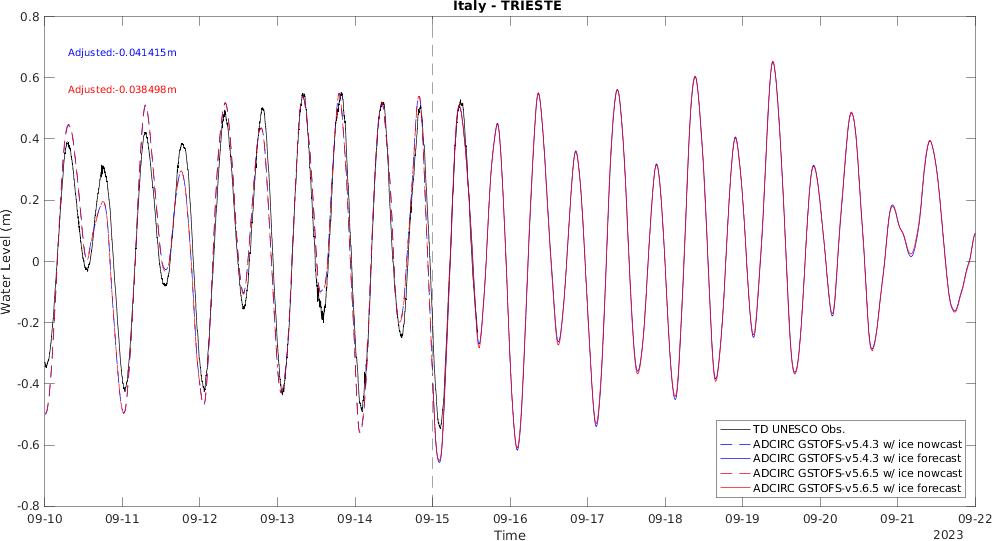 Italy - TRIESTE
Adjusted:-0.041415m
Adjusted:-0.038498m
Water Level (m)
0.8
0.6
0.4
0.2
0
-0.2
-0.4
-0.6
-0.8
TD UNESCO Obs.
ADCIRC GSTOFS-v5.4.3 w/ ice nowcast
ADCIRC GSTOFS-v5.4.3 w/ ice forecast
ADCIRC GSTOFS-v5.6.5 w/ ice nowcast
ADCIRC GSTOFS-v5.6.5 w/ ice forecast
09-10 09-11 09-12 09-13 09-14 09-15 09-16 09-17 09-18 09-19 09-20 09-21 09-22
Time
2023